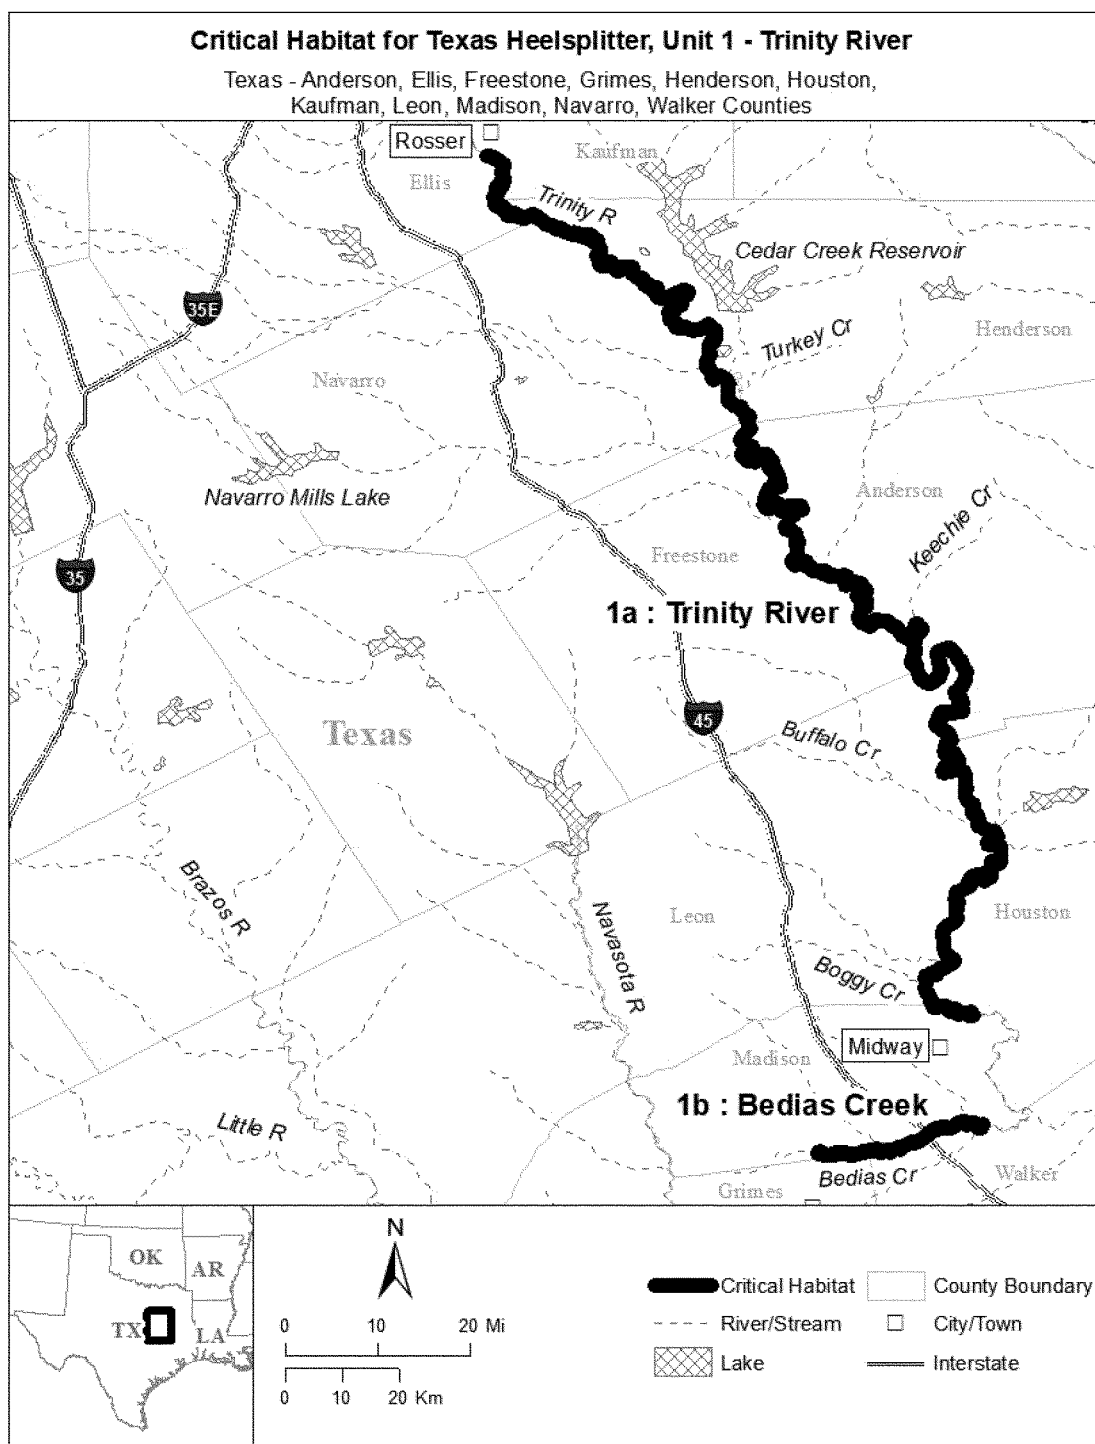 Critical Habitat for Texas Heelsplitter, Unit 1 - Trinity River
Texas - Anderson, Ellis, Freestone, Grimes, Henderson, Houston,
Kaufman, Leon, Madison, Navarro, Walker Counties
Rosser
Kaufman
Ellis
Trinity R
Cedar Creek Reservoir
35E
Turkey Cr
Henderson
Navarro
Navarro Mills Lake
Anderson
Keechie Cr
Freestone
35
1a : Trinity River
45
Texas
Buffalo Cr
Brazos R
Navasota R
Leon
Houston
Boggy Cr
Midway
Madison
1b : Bedias Creek
Little R
Bedias Cr
Walker
Grimes
OK
AR
TX
LA
N
0 10 20 Mi
0 10 20 Km
Critical Habitat
County Boundary
River/Stream
City/Town
Lake
Interstate